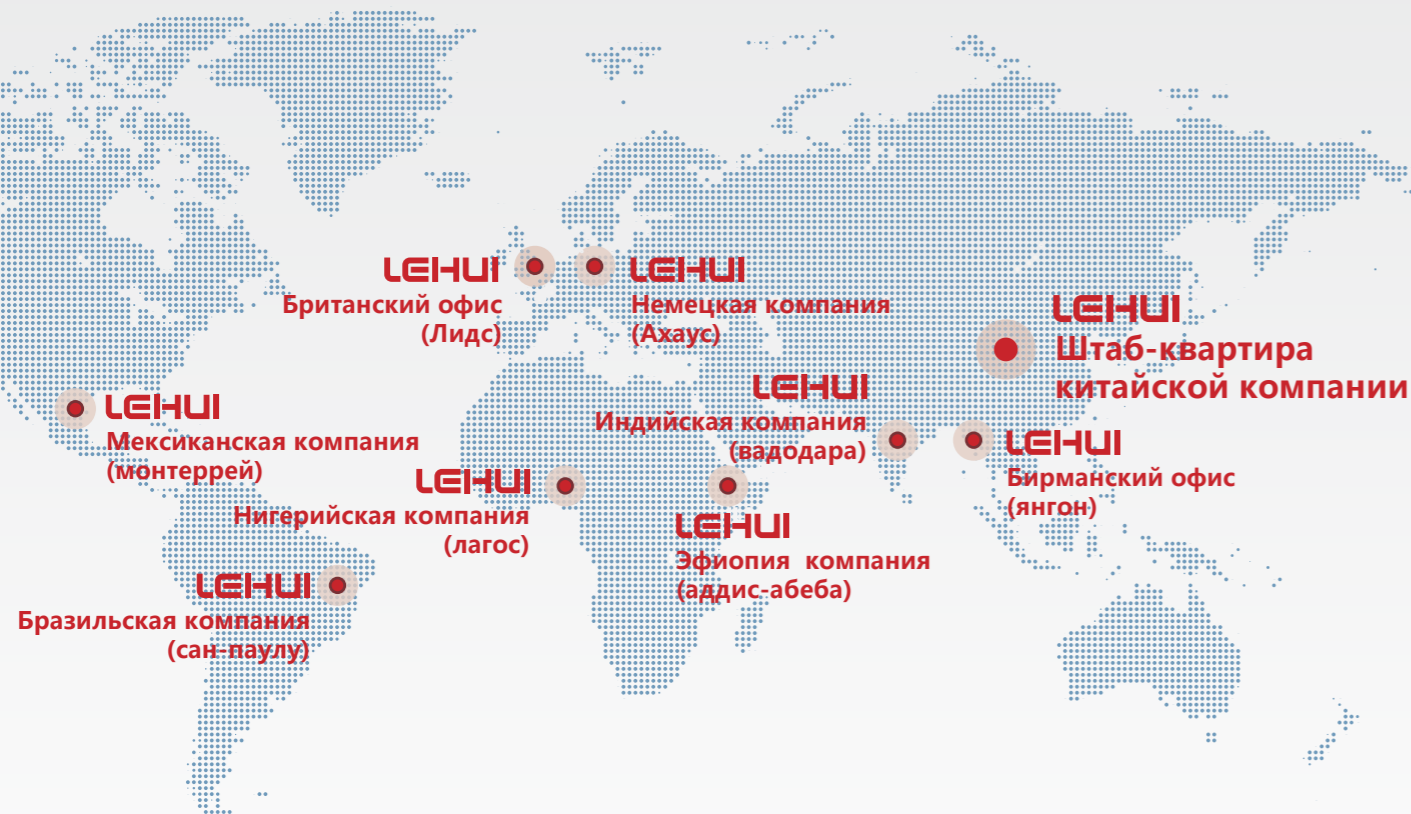 LEHUI
Британский офис
(Лидс)
LEHUI
Немецкая компания
(Ахаус)
LEHUI
Штаб-квартира
китайской компании
LEHUI
Индийская компания
(вадодара)
LEHUI
Мексиканская компания
(монтеррей)
LEHUI
Бирманский офис
(янгон)
LEHUI
Нигерийская компания
(лагос)
LEHUI
Эфиопия компания
(аддис-абеба)
LEHUI
Бразильская компания
(сан-паулу)